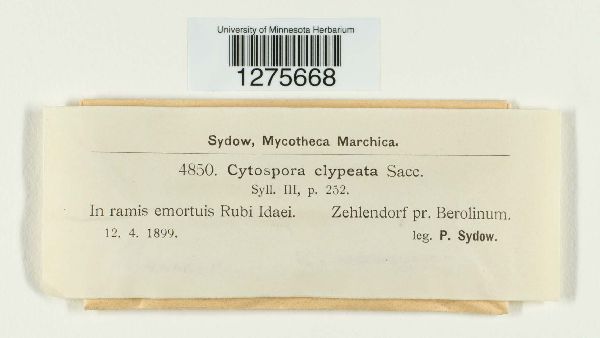 University of Minnesota Herbarium
1275668
Sydow, Mycotheca Marchica.
4850. Cytospora clypeata Sacc.
Syll. III, p. 252.
In ramis emortuis Rubi Idaei. Zehlendorf pr. Berolinum.
12. 4. 1899. leg. P. Sydow.